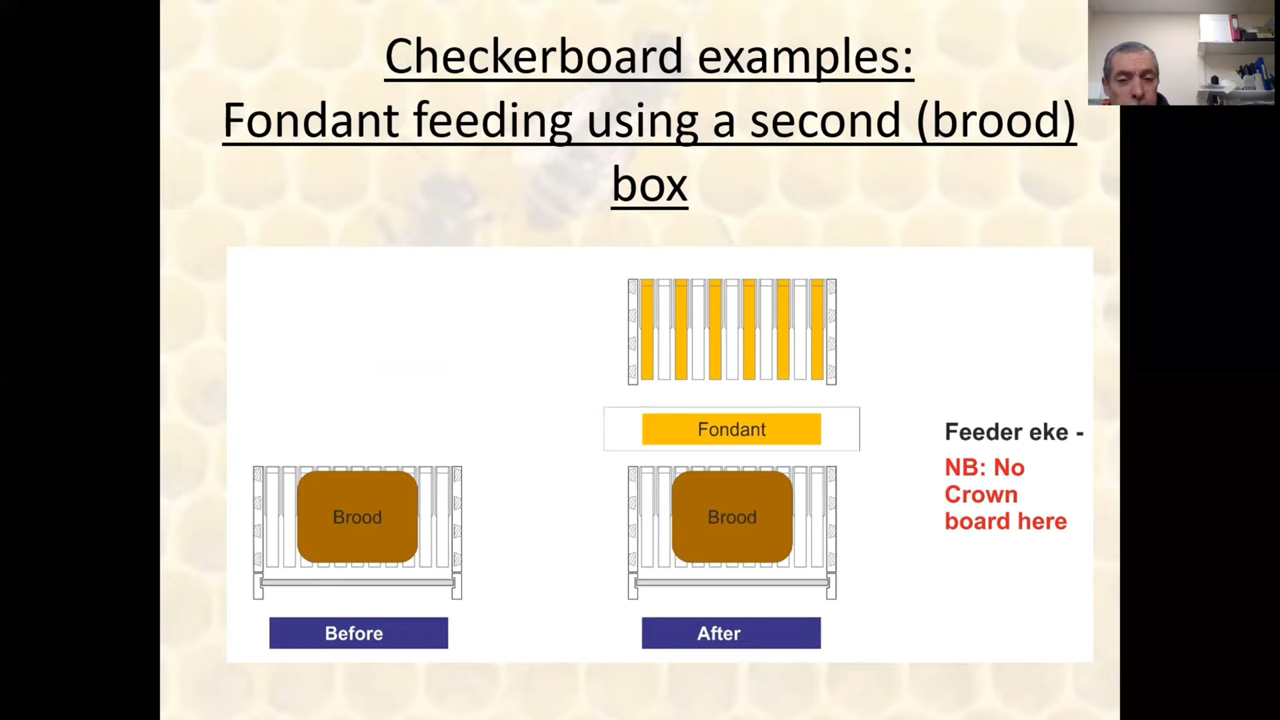 Checkerboard examples:
Fondant feeding using a second (brood)
box
Fondant
Feeder eke -
NB: No
Crown
board here
Brood
Brood
Before
After